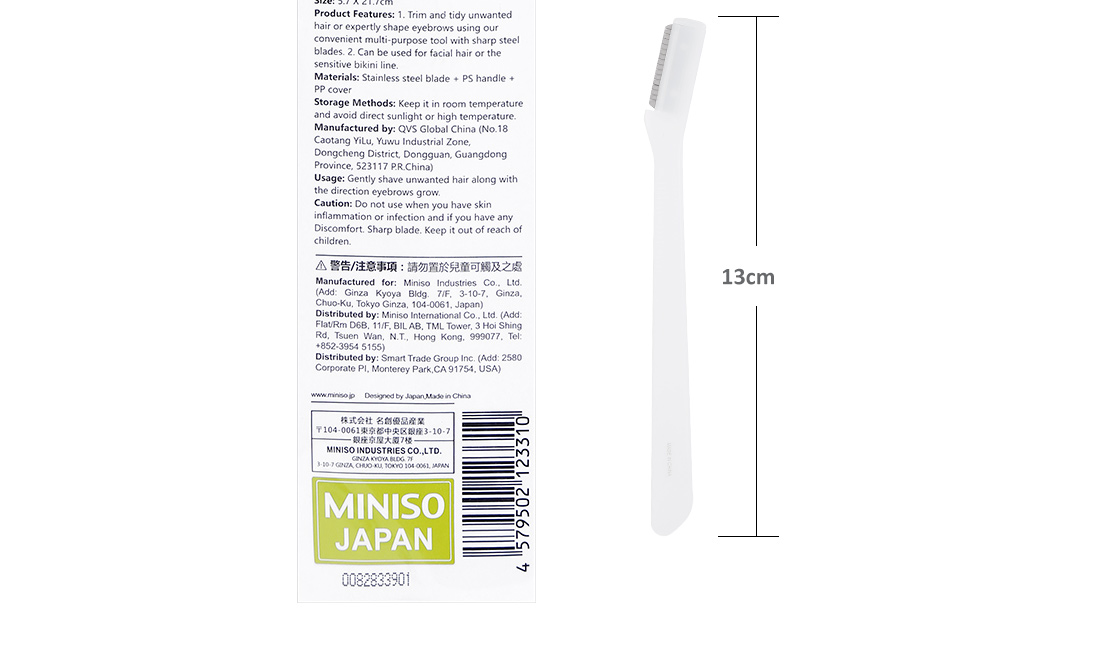 Size: 5.7 X 21.7cm
Product Features: 1. Trim and tidy unwanted
hair or expertly shape eyebrows using our
convenient multi-purpose tool with sharp steel
blades. 2. Can be used for facial hair or the
sensitive bikini line.
Materials: Stainless steel blade + PS handle +
PP cover
Storage Methods: Keep it in room temperature
and avoid direct sunlight or high temperature.
Manufactured by: QVS Global China (No.18
Caotang YiLu, Yuwu Industrial Zone,
Dongcheng District, Dongguan, Guangdong
Province, 523117 P.R.China)
Usage: Gently shave unwanted hair along with
the direction eyebrows grow.
Caution: Do not use when you have skin
inflammation or infection and if you have any
Discomfort. Sharp blade. Keep it out of reach of
children.
⚠ 警告/注意事項：請勿置於兒童可觸及之處
Manufactured for: Miniso Industries Co., Ltd.
(Add: Ginza Kyoya Bldg. 7/F, 3-10-7, Ginza,
Chuo-Ku, Tokyo Ginza, 104-0061, Japan)
Distributed by: Miniso International Co., Ltd. (Add:
Flat/Rm D6B, 11/F, BIL AB, TML Tower, 3 Hoi Shing
Rd, Tsuen Wan, N.T., Hong Kong, 999077, Tel:
+852-3954 5155)
Distributed by: Smart Trade Group Inc. (Add: 2580
Corporate Pl, Monterey Park,CA 91754, USA)
www.miniso.jp Designed by Japan,Made in China
株式会社 名創優品産業
〒104-0061東京都中央区銀座3-10-7
銀座京屋大厦7楼
MINISO INDUSTRIES CO.,LTD.
GINZA KYOYA BLDG. 7F
3-10-7 GINZA, CHUO-KU, TOKYO 104-0061, JAPAN
MINISO
JAPAN
0082833901
4 579502 123310
13cm